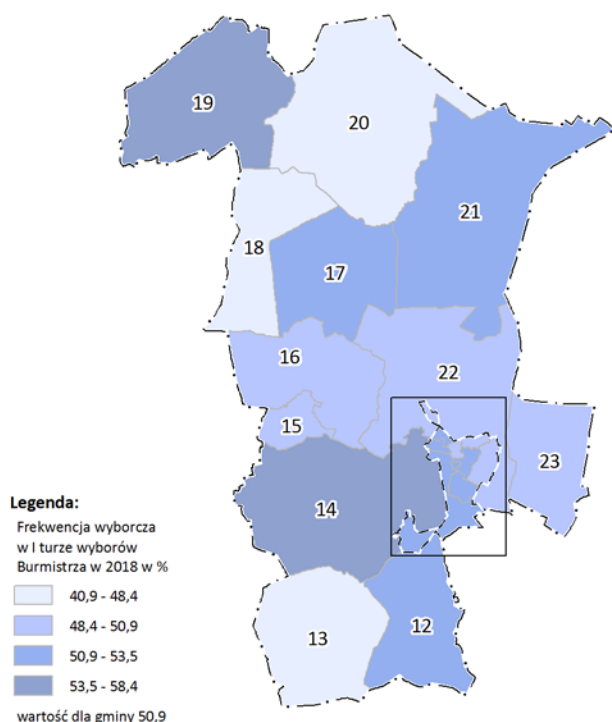 19
20
21
18
17
16
22
15
23
14
12
13
Legenda:
Frekwencja wyborcza
w I turze wyborów
Burmistrza w 2018 w %
40,9 - 48,4
48,4 - 50,9
50,9 - 53,5
53,5 - 58,4
wartość dla gminy 50,9